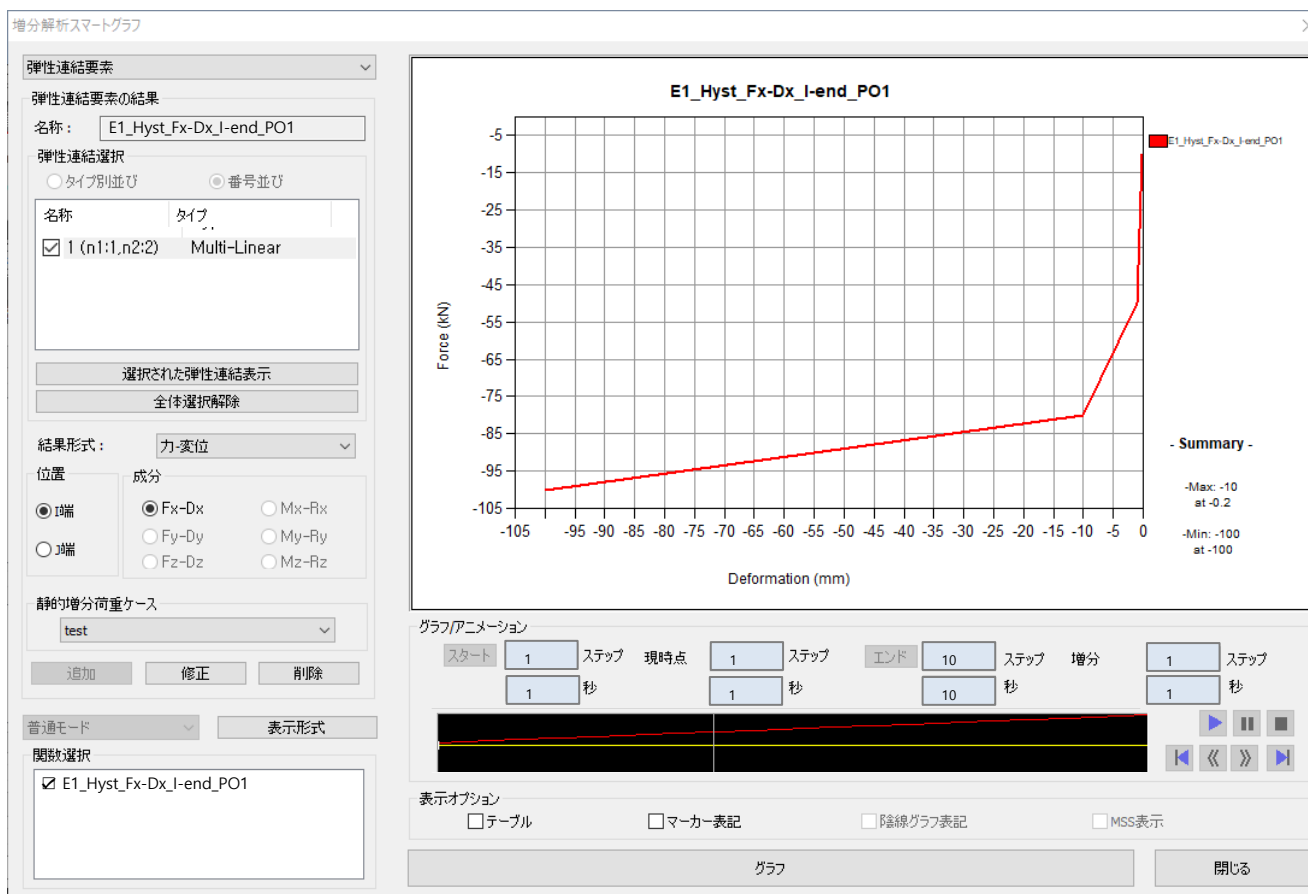 増分解析スマートグラフ
弾性連結要素
弾性連結要素の結果
名称： E1_Hyst_Fx-Dx_I-end_PO1
弾性連結選択
タイプ別並び 番号並び
名称 タイプ
1 (n1:1,n2:2) Multi-Linear
選択された弾性連結表示
全体選択解除
結果形式： 力-変位
位置 成分
I端 Fx-Dx Mx-Rx
Fy-Dy My-Ry
J端 Fz-Dz Mz-Rz
静的増分荷重ケース
test
追加 修正 削除
普通モード 表示形式
関数選択
E1_Hyst_Fx-Dx_I-end_PO1
E1_Hyst_Fx-Dx_I-end_PO1
E1_Hyst_Fx-Dx_I-end_PO1
Force (kN)
-5
-15
-25
-35
-45
-55
-65
-75
-85
-95
-105
-105 -95 -90 -85 -80 -75 -70 -65 -60 -55 -50 -45 -40 -35 -30 -25 -20 -15 -10 -5 0
Deformation (mm)
- Summary -
-Max: -10
at -0.2
-Min: -100
at -100
グラフ/アニメーション
スタート 1 ステップ 現時点 1 ステップ エンド 10 ステップ 増分 1 ステップ
1 秒 1 秒 10 秒 1 秒
表示オプション
テーブル マーカー表記 陰線グラフ表記 MSS表示
グラフ 閉じる